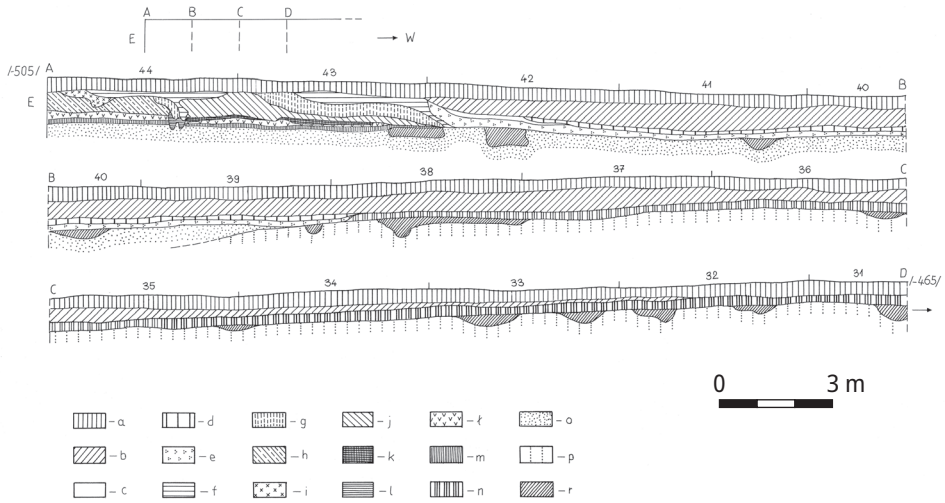 A B C D
E → W
/-505/ A 44 43 42 41 40 B
E
B 40 39 38 37 36 C
C 35 34 33 32 31 D /-465/
0 3 m
- a - d - g - j - ł - o
- b - e - h - k - m - p
- c - f - i - l - n - r